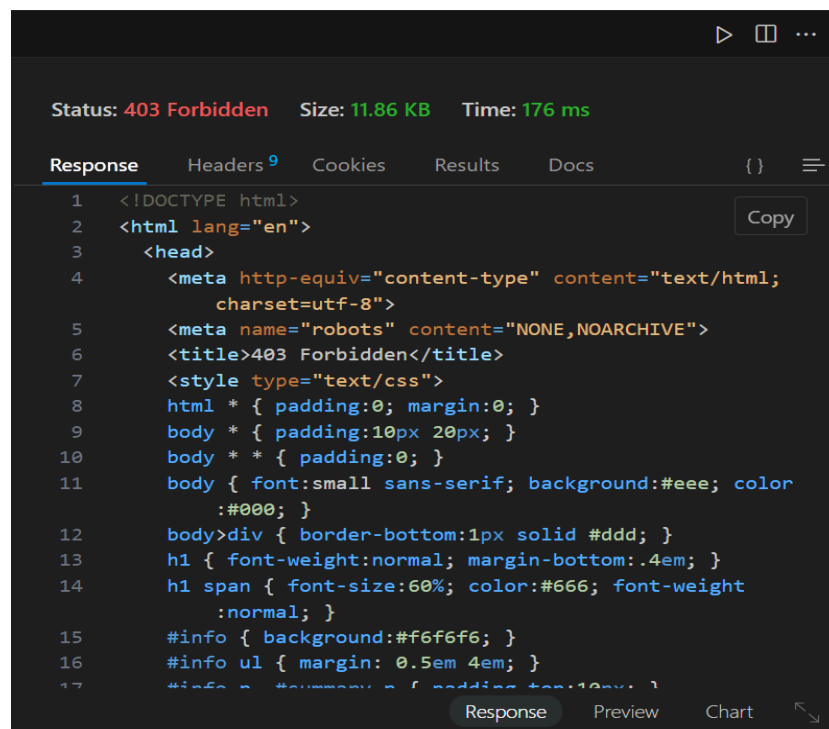 Status: 403 Forbidden Size: 11.86 KB Time: 176 ms
Response Headers 9 Cookies Results Docs { }
1 <!DOCTYPE html>
Copy
2 <html lang="en">
3 <head>
4 <meta http-equiv="content-type" content="text/html;
charset=utf-8">
5 <meta name="robots" content="NONE,NOARCHIVE">
6 <title>403 Forbidden</title>
7 <style type="text/css">
8 html * { padding:0; margin:0; }
9 body * { padding:10px 20px; }
10 body * * { padding:0; }
11 body { font:small sans-serif; background:#eee; color
:#000; }
12 body>div { border-bottom:1px solid #ddd; }
13 h1 { font-weight:normal; margin-bottom:.4em; }
14 h1 span { font-size:60%; color:#666; font-weight
:normal; }
15 #info { background:#f6f6f6; }
16 #info ul { margin: 0.5em 4em; }
17 #info p, #summary p { padding-top:10px; }
Response Preview Chart